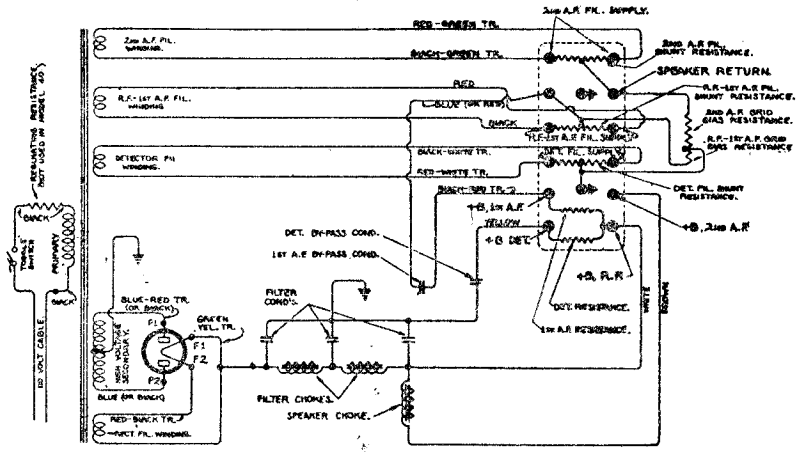 2ND A.F. FIL. SUPPLY.
RED-GREEN TR.
2ND A.F. FIL.
WINDING.
BLACK-GREEN TR.
2ND A.F. FIL.
SHUNT RESISTANCE.
SPEAKER RETURN.
RED
R.F.-1ST A.F. FIL.
WINDING
BLUE (OR RED)
R.F.-1ST A.F. FIL.
SHUNT RESISTANCE.
BLACK
R.F.-1ST A.F. FIL. SUPPLY
2ND A.F. GRID
BIAS RESISTANCE.
R.F.-1ST A.F. GRID
BIAS RESISTANCE
DETECTOR FIL
WINDING.
BLACK-WHITE TR.
DET. FIL. SUPPLY
RED-WHITE TR.
DET. FIL. SHUNT
RESISTANCE.
BLACK-RED TR.
+B, 1ST A.F.
+B, 2ND A.F.
YELLOW
+B DET.
+B, R.F.
REGULATING RESISTANCE
(NOT USED IN MODEL 40)
BLACK
TOGGLE
SWITCH
PRIMARY
BLACK
110 VOLT CABLE.
DET. BY-PASS COND.
1ST A.F. BY-PASS COND.
FILTER
COND'S.
DET. RESISTANCE.
1ST A.F. RESISTANCE.
WHITE
BLUE-RED TR.
(OR BLACK)
GREEN
YEL. TR.
F1
F1
F2
P2
HIGH VOLTAGE
SECONDARY.
BLUE (OR BLACK)
RED-BLACK TR.
RECT FIL. WINDING.
FILTER CHOKES.
SPEAKER CHOKE.